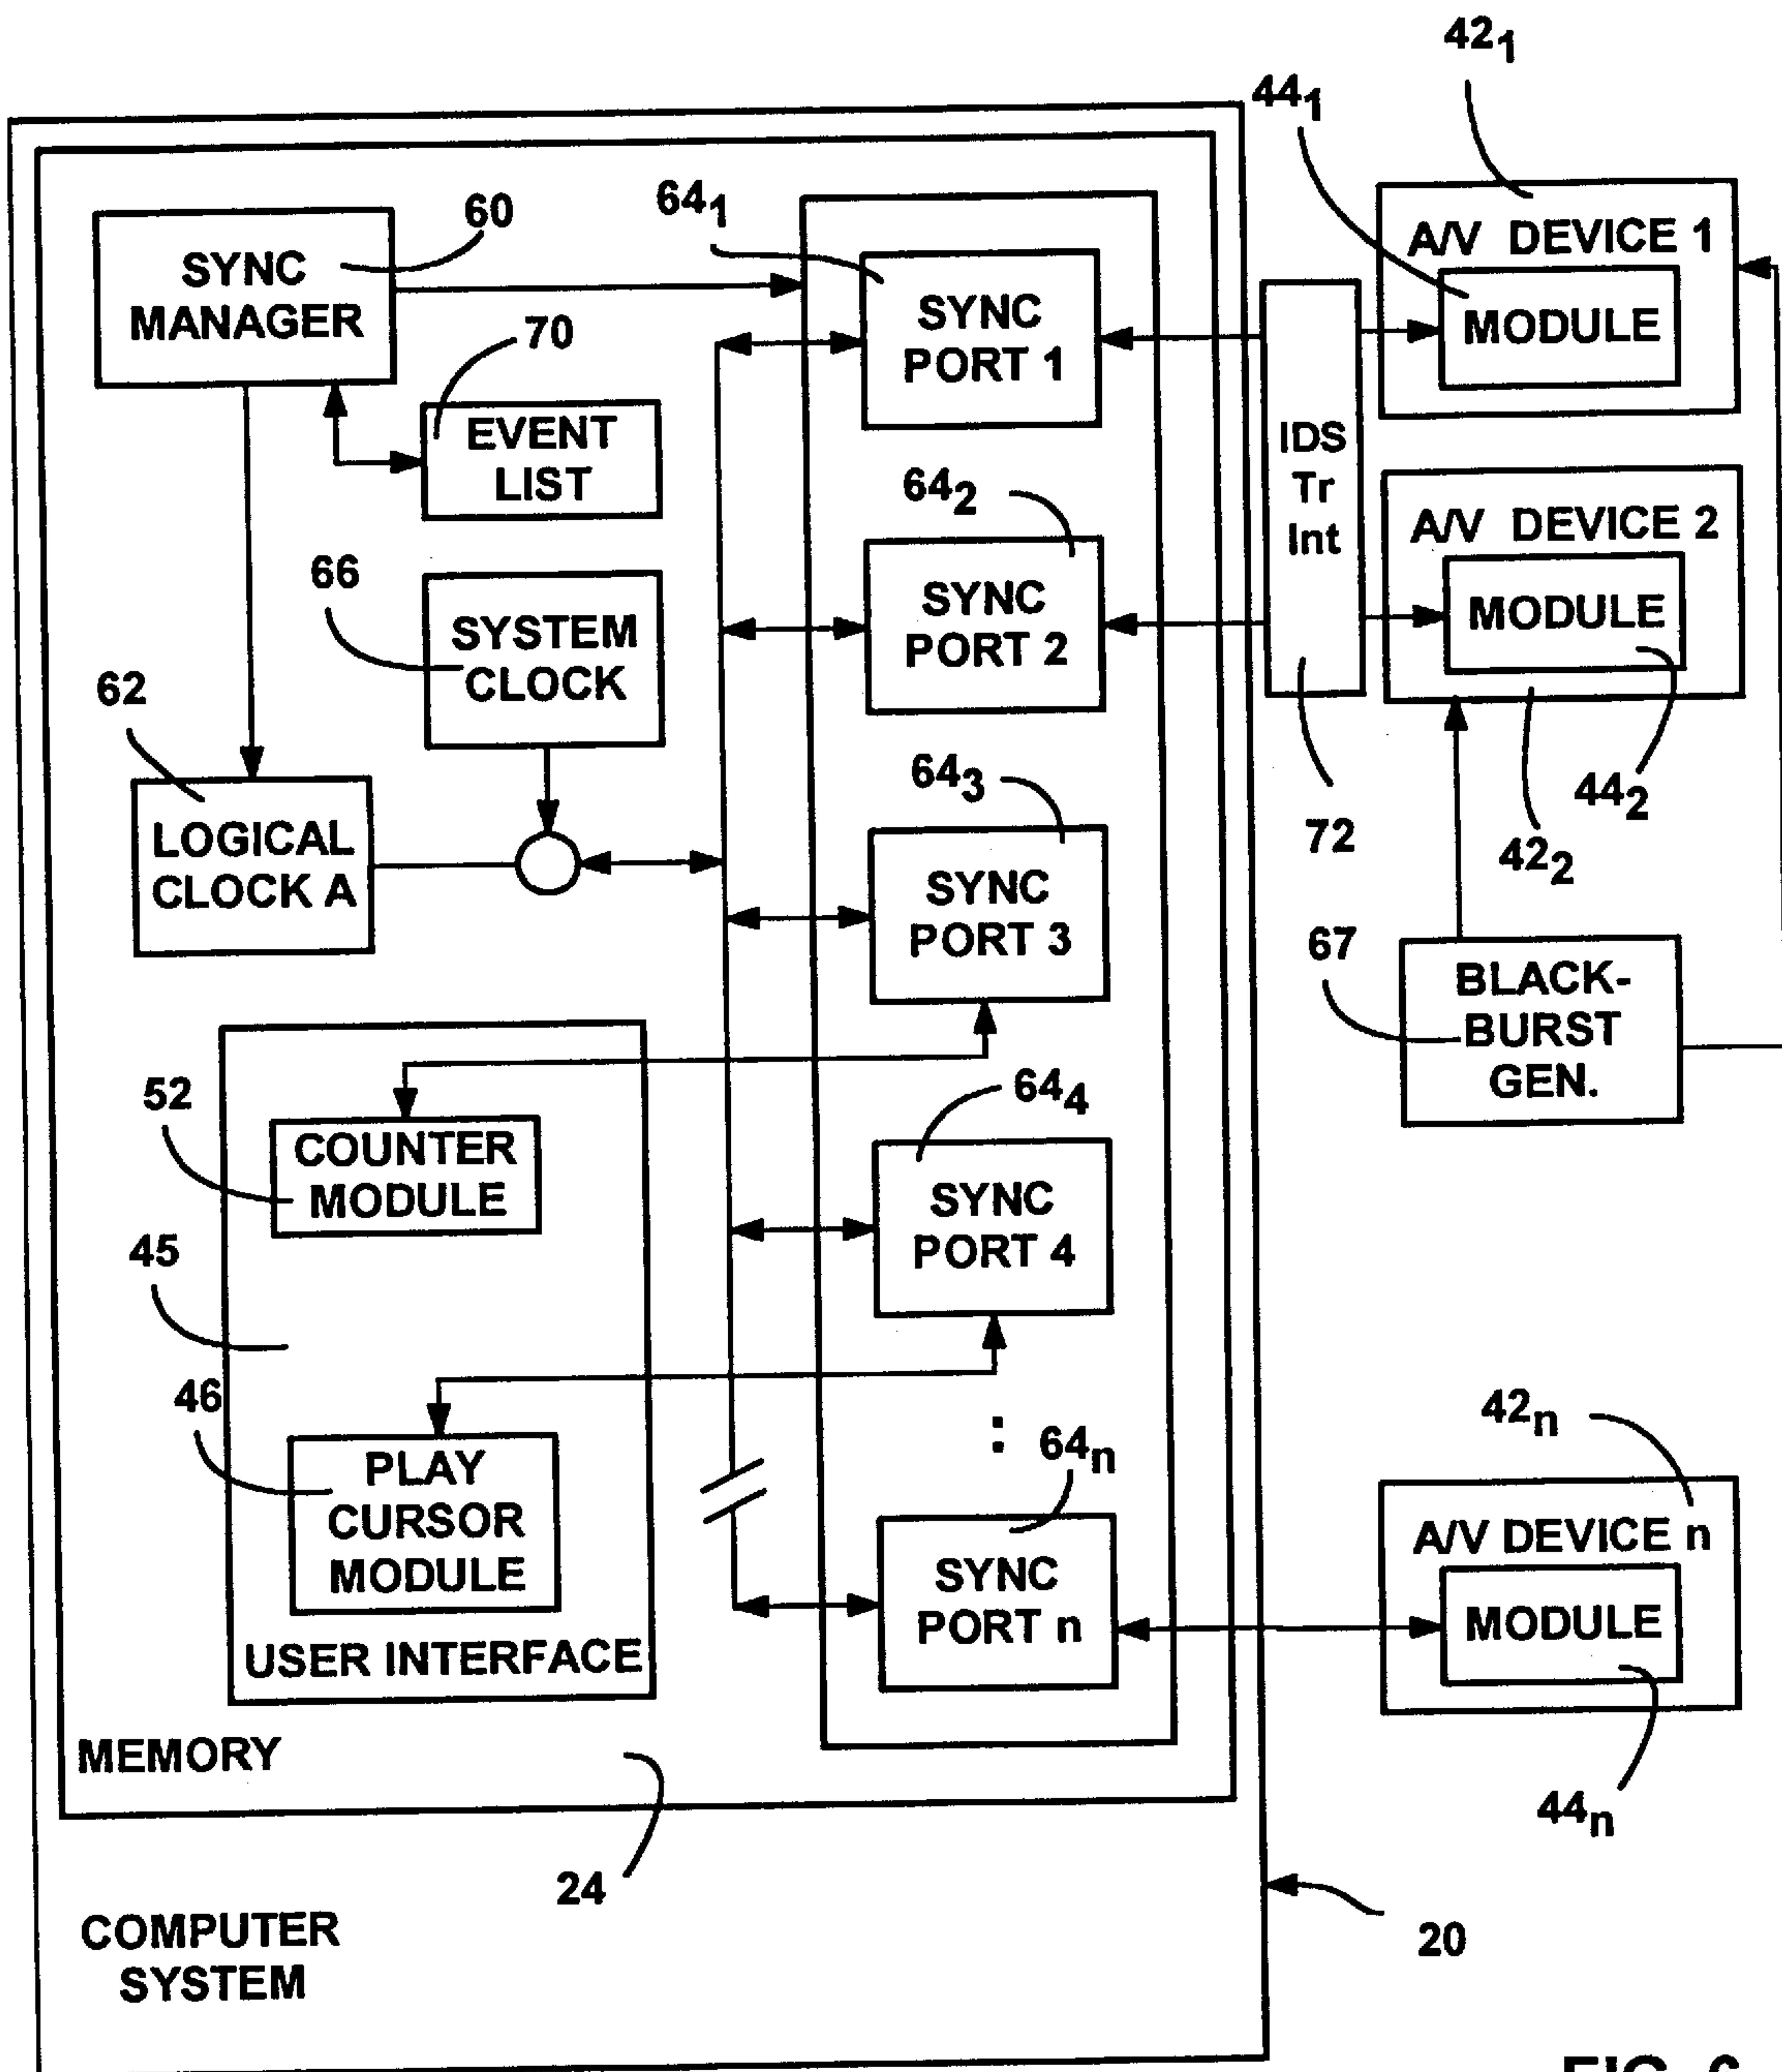 42₁
44₁
64₁
60
SYNC
MANAGER
A/V DEVICE 1
MODULE
SYNC
PORT 1
70
EVENT
LIST
IDS
Tr
Int
64₂
A/V DEVICE 2
MODULE
66
SYSTEM
CLOCK
SYNC
PORT 2
62
64₃
44₂
72
42₂
LOGICAL
CLOCK A
SYNC
PORT 3
67
BLACK-
BURST
GEN.
52
COUNTER
MODULE
64₄
SYNC
PORT 4
45
46
PLAY
CURSOR
MODULE
USER INTERFACE
:
64ₙ
42ₙ
SYNC
PORT n
A/V DEVICE n
MODULE
44ₙ
MEMORY
24
20
COMPUTER
SYSTEM
FIG. 6